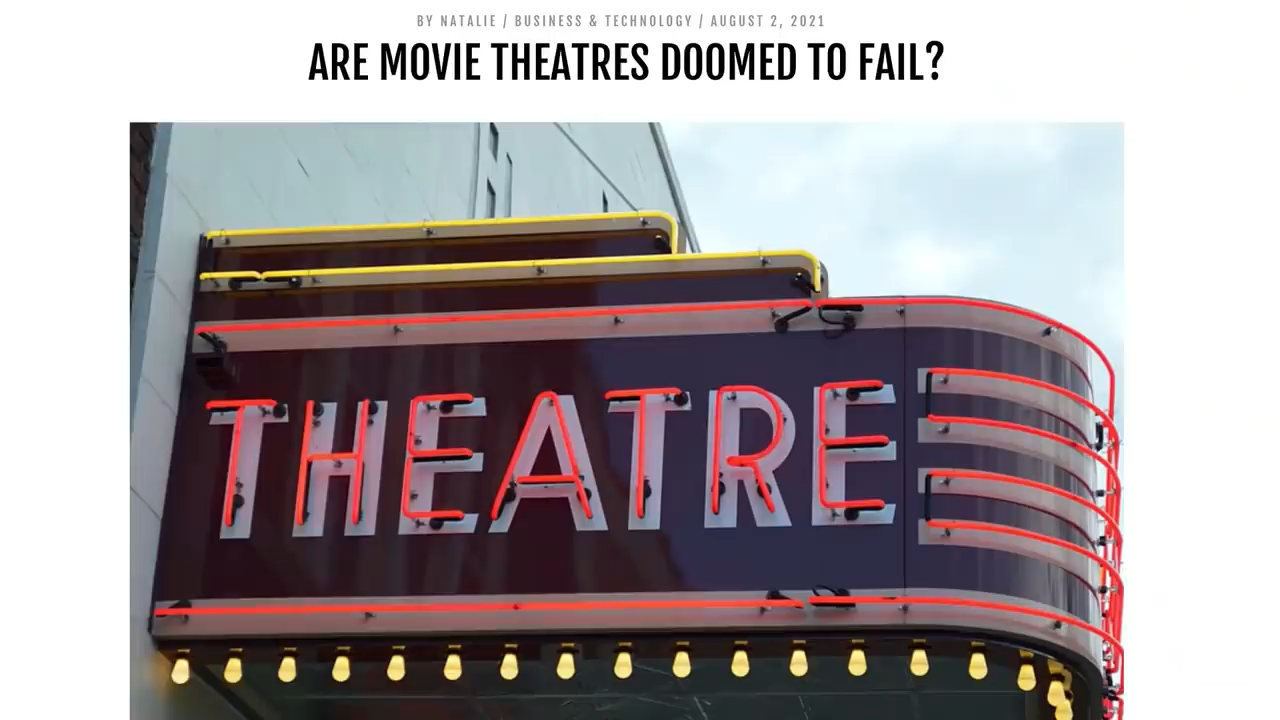 BY NATALIE / BUSINESS & TECHNOLOGY / AUGUST 2, 2021
ARE MOVIE THEATRES DOOMED TO FAIL?
THEATRE